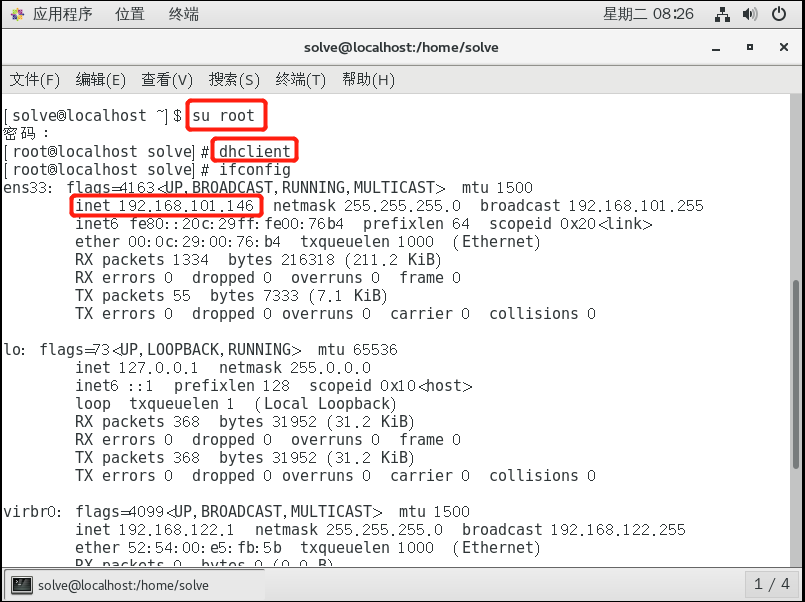 应用程序 位置 终端 星期二 08:26
solve@localhost:/home/solve
文件(F) 编辑(E) 查看(V) 搜索(S) 终端(T) 帮助(H)
[solve@localhost ~]$ su root
密码：
[root@localhost solve]# dhclient
[root@localhost solve]# ifconfig
ens33: flags=4163<UP,BROADCAST,RUNNING,MULTICAST>  mtu 1500
inet 192.168.101.146  netmask 255.255.255.0  broadcast 192.168.101.255
inet6 fe80::20c:29ff:fe00:76b4  prefixlen 64  scopeid 0x20<link>
ether 00:0c:29:00:76:b4  txqueuelen 1000  (Ethernet)
RX packets 1334  bytes 216318 (211.2 KiB)
RX errors 0  dropped 0  overruns 0  frame 0
TX packets 55  bytes 7333 (7.1 KiB)
TX errors 0  dropped 0 overruns 0  carrier 0  collisions 0
lo: flags=73<UP,LOOPBACK,RUNNING>  mtu 65536
inet 127.0.0.1  netmask 255.0.0.0
inet6 ::1  prefixlen 128  scopeid 0x10<host>
loop  txqueuelen 1  (Local Loopback)
RX packets 368  bytes 31952 (31.2 KiB)
RX errors 0  dropped 0  overruns 0  frame 0
TX packets 368  bytes 31952 (31.2 KiB)
TX errors 0  dropped 0 overruns 0  carrier 0  collisions 0
virbr0: flags=4099<UP,BROADCAST,MULTICAST>  mtu 1500
inet 192.168.122.1  netmask 255.255.255.0  broadcast 192.168.122.255
ether 52:54:00:e5:fb:5b  txqueuelen 1000  (Ethernet)
RX packets 0  bytes 0 (0.0 B)
solve@localhost:/home/solve 1 / 4